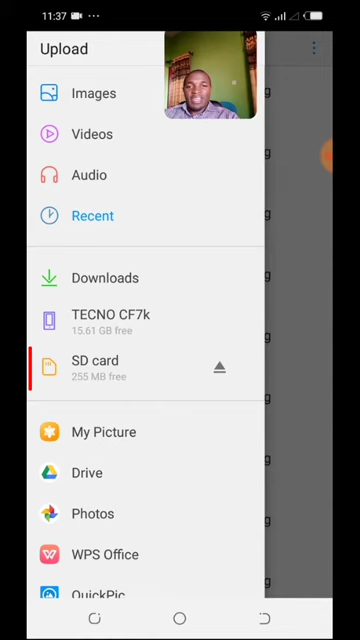 11:37
Upload
Images
Videos
Audio
Recent
Downloads
TECNO CF7k
15.61 GB free
SD card
255 MB free
My Picture
Drive
Photos
WPS Office
QuickPic
g
g
g
g
g
g
g
g
g